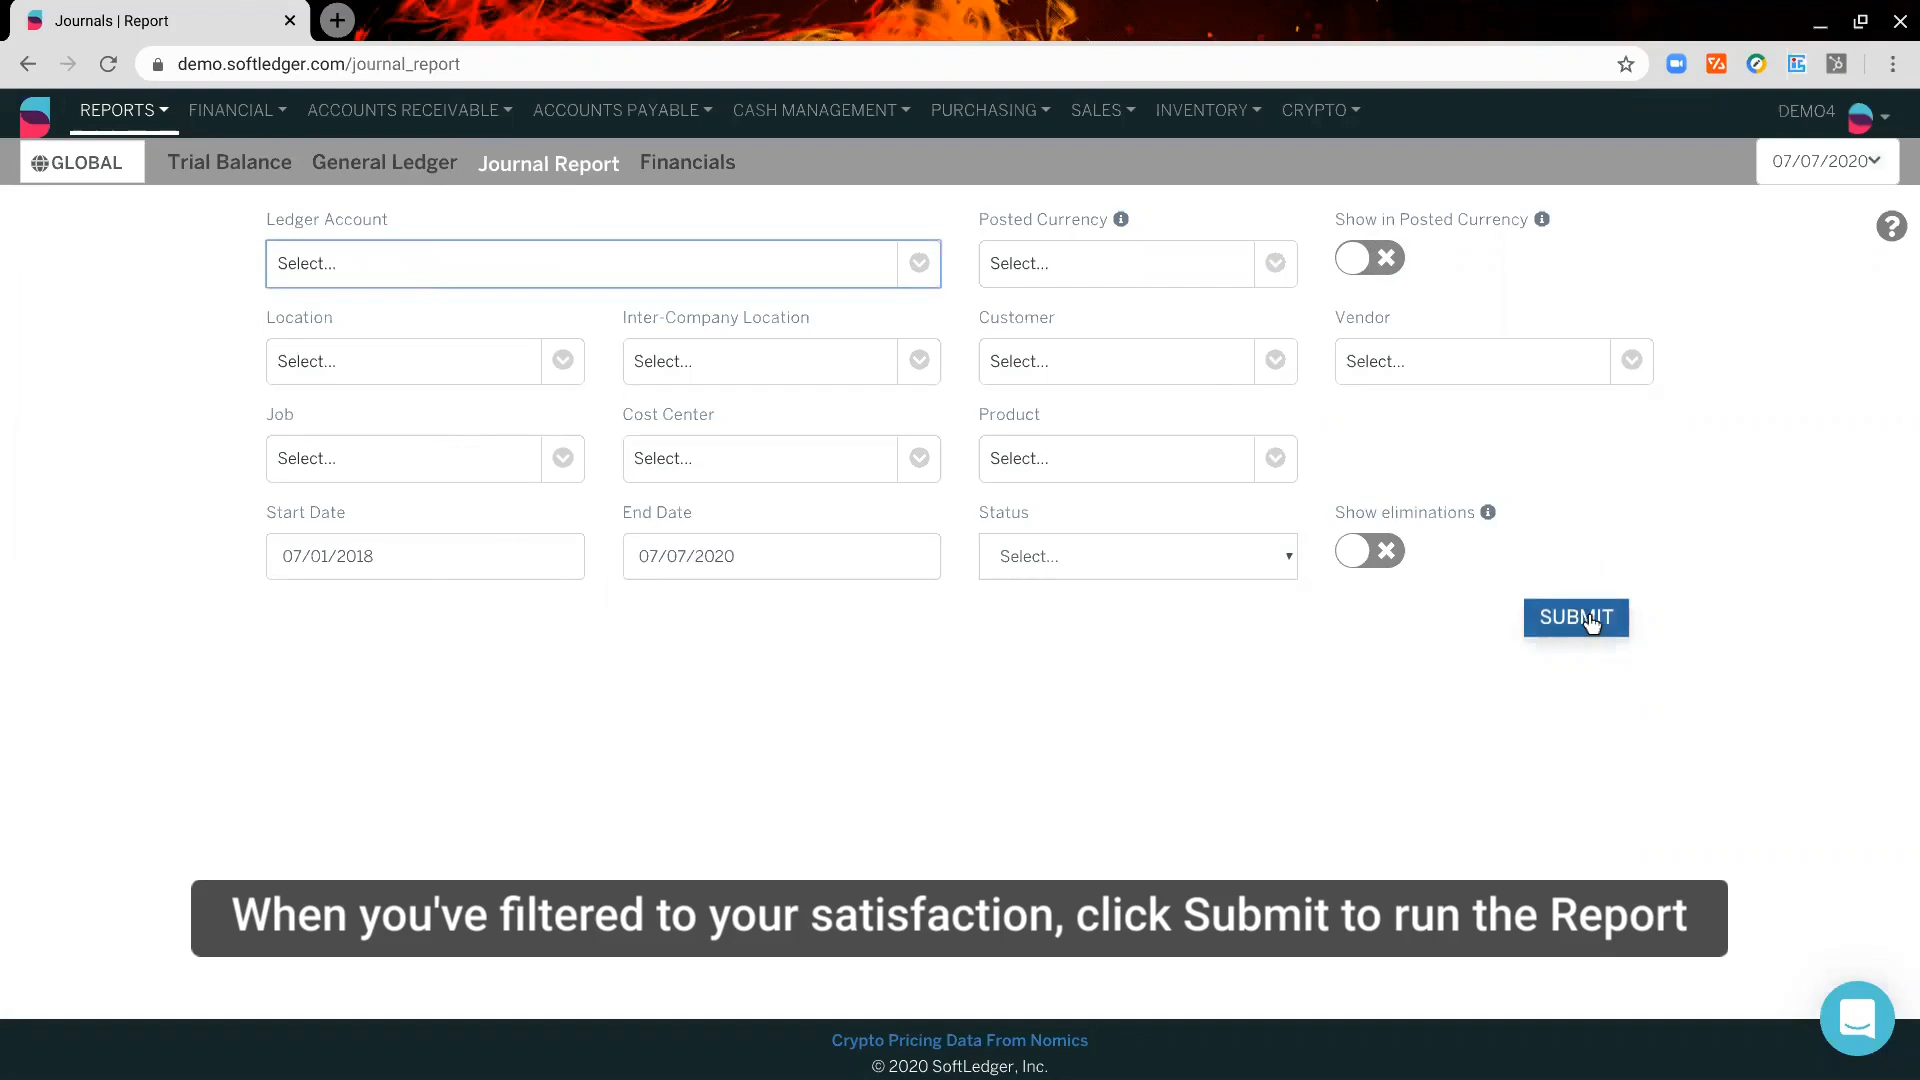 Journals | Report
demo.softledger.com/journal_report
REPORTS FINANCIAL ACCOUNTS RECEIVABLE ACCOUNTS PAYABLE CASH MANAGEMENT PURCHASING SALES INVENTORY CRYPTO DEMO4
GLOBAL Trial Balance General Ledger Journal Report Financials 07/07/2020
Ledger Account Posted Currency Show in Posted Currency
Select... Select...
Location Inter-Company Location Customer Vendor
Select... Select... Select... Select...
Job Cost Center Product
Select... Select... Select...
Start Date End Date Status Show eliminations
07/01/2018 07/07/2020 Select...
SUBMIT
When you've filtered to your satisfaction, click Submit to run the Report
Crypto Pricing Data From Nomics
© 2020 SoftLedger, Inc.